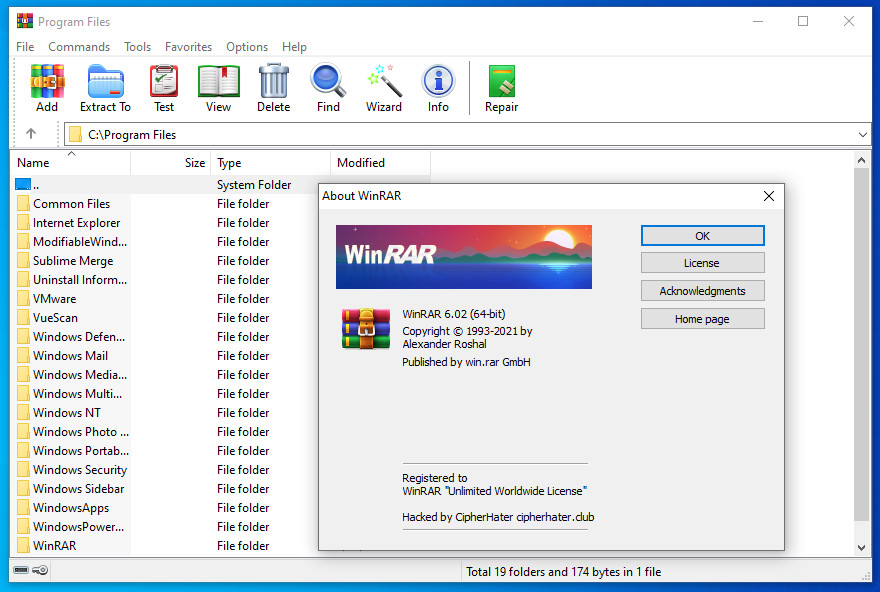 Program Files
File Commands Tools Favorites Options Help
Add Extract To Test View Delete Find Wizard Info Repair
C:\Program Files
Name Size Type Modified
.. System Folder
Common Files File folder
Internet Explorer File folder
ModifiableWind... File folder
Sublime Merge File folder
Uninstall Inform... File folder
VMware File folder
VueScan File folder
Windows Defen... File folder
Windows Mail File folder
Windows Media... File folder
Windows Multi... File folder
Windows NT File folder
Windows Photo ... File folder
Windows Portab... File folder
Windows Security File folder
Windows Sidebar File folder
WindowsApps File folder
WindowsPower... File folder
WinRAR File folder
About WinRAR
WinRAR
OK
License
Acknowledgments
Home page
WinRAR 6.02 (64-bit)
Copyright © 1993-2021 by
Alexander Roshal
Published by win.rar GmbH
Registered to
WinRAR "Unlimited Worldwide License"
Hacked by CipherHater cipherhater.club
Total 19 folders and 174 bytes in 1 file